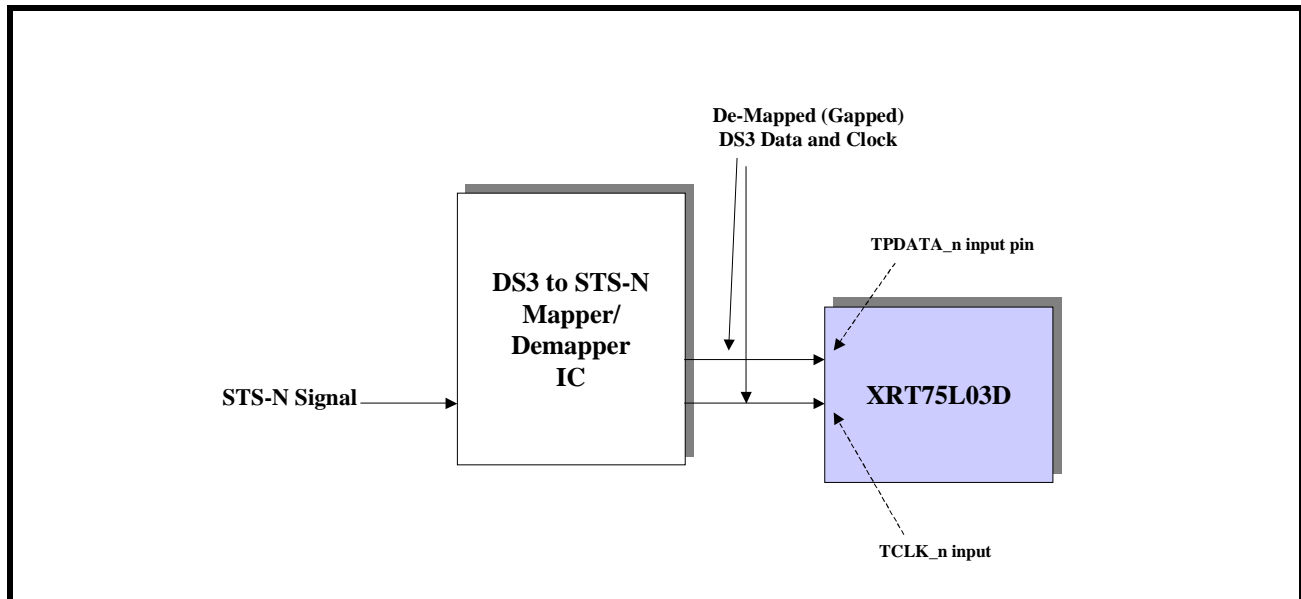 De-Mapped (Gapped)
DS3 Data and Clock
TPDATA_n input pin
DS3 to STS-N
Mapper/
Demapper
IC
STS-N Signal
XRT75L03D
TCLK_n input